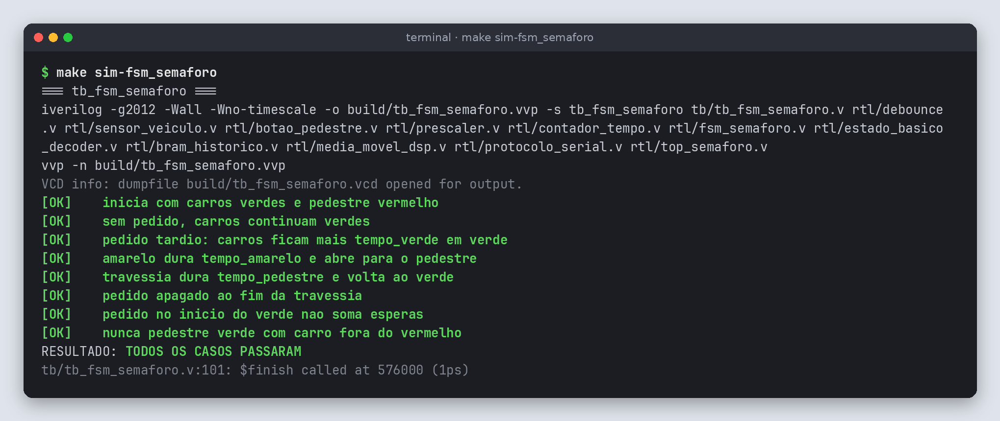 terminal · make sim-fsm_semaforo
$ make sim-fsm_semaforo
=== tb_fsm_semaforo ===
iverilog -g2012 -Wall -Wno-timescale -o build/tb_fsm_semaforo.vvp -s tb_fsm_semaforo tb/tb_fsm_semaforo.v rtl/debounce
.v rtl/sensor_veiculo.v rtl/botao_pedestre.v rtl/prescaler.v rtl/contador_tempo.v rtl/fsm_semaforo.v rtl/estado_basico
_decoder.v rtl/bram_historico.v rtl/media_movel_dsp.v rtl/protocolo_serial.v rtl/top_semaforo.v
vvp -n build/tb_fsm_semaforo.vvp
VCD info: dumpfile build/tb_fsm_semaforo.vcd opened for output.
[OK]    inicia com carros verdes e pedestre vermelho
[OK]    sem pedido, carros continuam verdes
[OK]    pedido tardio: carros ficam mais tempo_verde em verde
[OK]    amarelo dura tempo_amarelo e abre para o pedestre
[OK]    travessia dura tempo_pedestre e volta ao verde
[OK]    pedido apagado ao fim da travessia
[OK]    pedido no inicio do verde nao soma esperas
[OK]    nunca pedestre verde com carro fora do vermelho
RESULTADO: TODOS OS CASOS PASSARAM
tb/tb_fsm_semaforo.v:101: $finish called at 576000 (1ps)